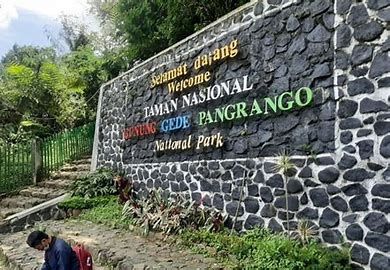 Selamat datang
Welcome
TAMAN NASIONAL
GUNUNG GEDE PANGRANGO
National Park